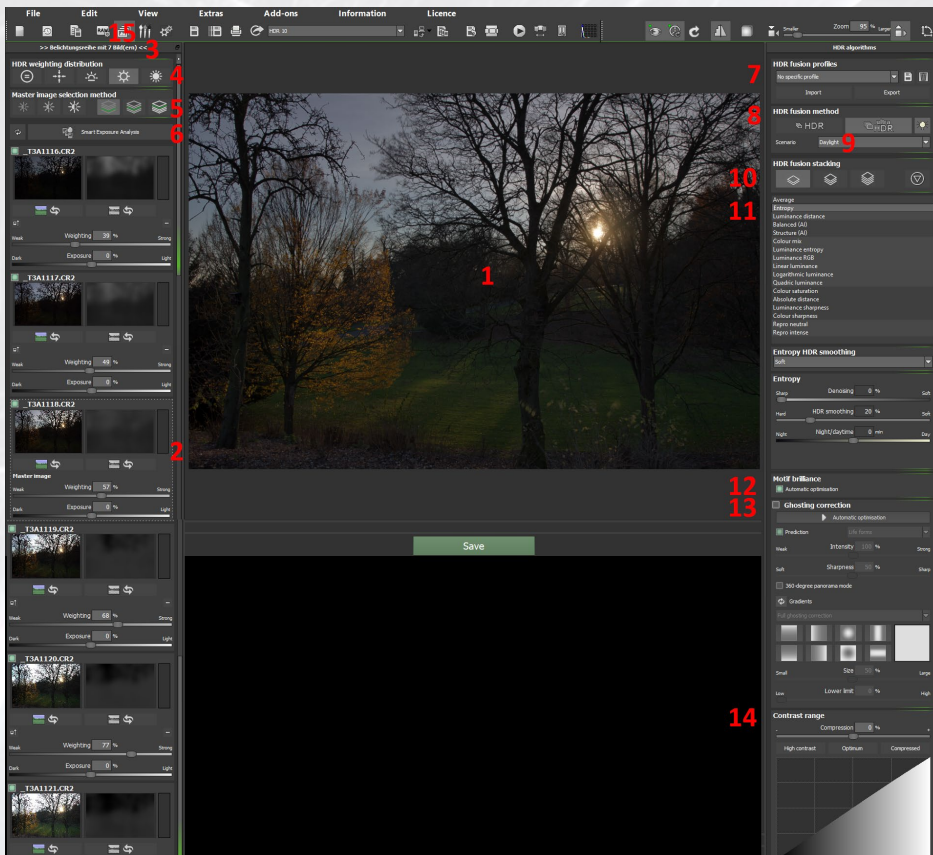 File Edit View Extras Add-ons Information Licence
15
HDR 10
Smaller Zoom 95 % Larger
3
>> Belichtungsreihe mit 7 Bild(ern) <<
HDR weighting distribution
4
Master image selection method
5
6
Smart Exposure Analysis
_T3A1116.CR2
Weighting 39 %
Weak Strong
Exposure 0 %
Dark Light
_T3A1117.CR2
Weighting 49 %
Weak Strong
Exposure 0 %
Dark Light
_T3A1118.CR2
2
Master image
Weighting 57 %
Weak Strong
Exposure 0 %
Dark Light
_T3A1119.CR2
Weighting 68 %
Weak Strong
Exposure 0 %
Dark Light
_T3A1120.CR2
Weighting 77 %
Weak Strong
Exposure 0 %
Dark Light
_T3A1121.CR2
1
Save
HDR algorithms
7
HDR fusion profiles
No specific profile
Import Export
8
HDR fusion method
HDR HDR
9
Scenario Daylight
HDR fusion stacking
10
11
Average
Entropy
Luminance distance
Balanced (AI)
Structure (AI)
Colour mix
Luminance entropy
Luminance RGB
Linear luminance
Logarithmic luminance
Quadric luminance
Colour saturation
Absolute distance
Luminance sharpness
Colour sharpness
Repro neutral
Repro intense
Entropy HDR smoothing
Soft
Entropy
Denosing 0 %
Sharp Soft
HDR smoothing 20 %
Hard Soft
Night/daytime 0 min
Night Day
12
Motif brilliance
Automatic optimisation
13
Ghosting correction
Automatic optimisation
Prediction Life forms
Intensity 100 %
Weak Strong
Sharpness 50 %
Soft Sharp
360-degree panorama mode
Gradients
Full ghosting correction
Size 50 %
Small Large
Lower limit 0 %
Low High
14
Contrast range
Compression 0 %
- +
High contrast Optimum Compressed